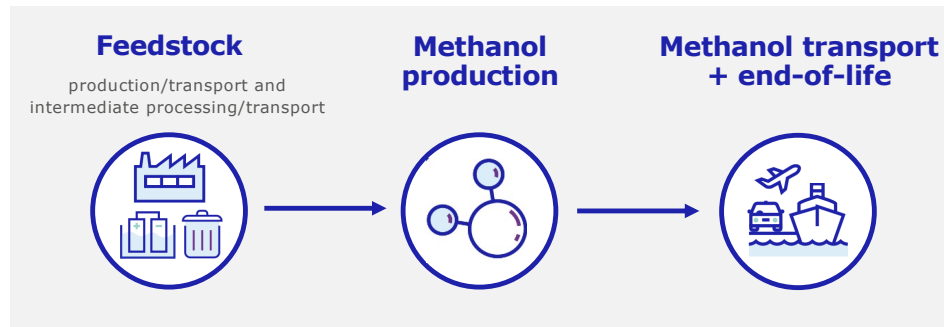 Feedstock
production/transport and
intermediate processing/transport
Methanol
production
Methanol transport
+ end-of-life